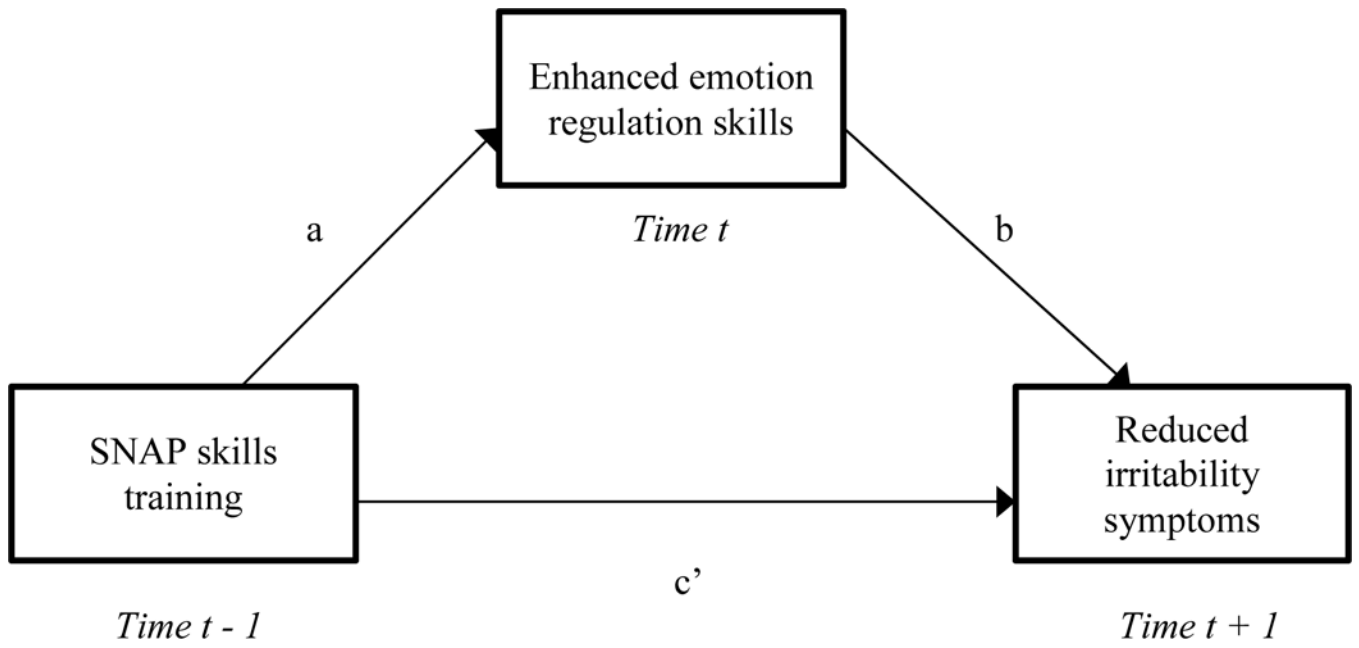 Enhanced emotion
regulation skills
Time t
a
b
SNAP skills
training
Reduced
irritability
symptoms
c’
Time t - 1
Time t + 1